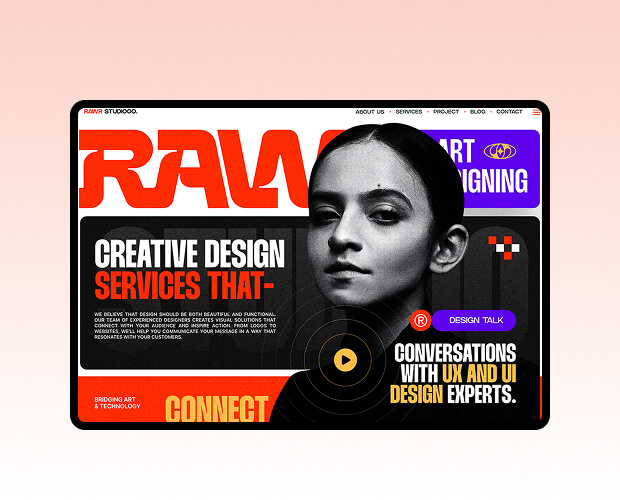 RAWR STUDIOOO.
ABOUT US • SERVICES • PROJECT • BLOG • CONTACT
RAW
ART
CREATIVE DESIGN
SERVICES THAT-
WE BELIEVE THAT DESIGN SHOULD BE BOTH BEAUTIFUL AND FUNCTIONAL.
OUR TEAM OF EXPERIENCED DESIGNERS CREATES VISUAL SOLUTIONS THAT
CONNECT WITH YOUR AUDIENCE AND INSPIRE ACTION. FROM LOGOS TO
WEBSITES, WE'LL HELP YOU COMMUNICATE YOUR MESSAGE IN A WAY THAT
RESONATES WITH YOUR CUSTOMERS.
® DESIGN TALK
CONVERSATIONS
WITH UX AND UI
DESIGN EXPERTS.
BRIDGING ART
& TECHNOLOGY
CONNECT